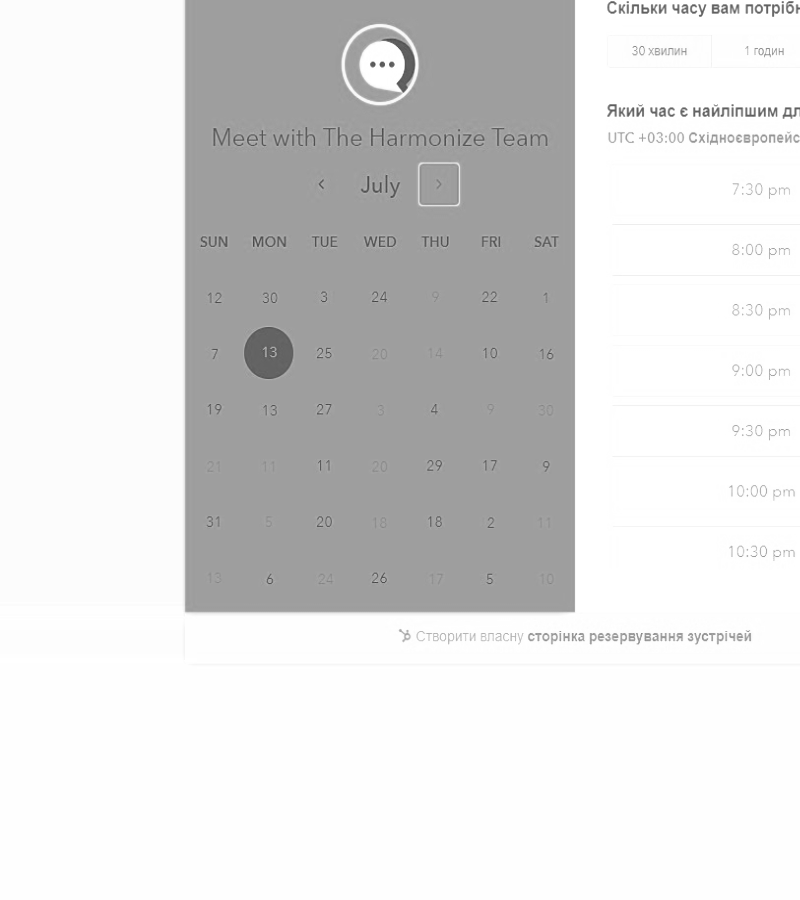 Скільки часу вам потрібн
30 хвилин 1 годин
Meet with The Harmonize Team
July
SUN MON TUE WED THU FRI SAT
12 30 3 24 9 22 1
7 13 25 20 14 10 16
19 13 27 3 4 9 30
21 11 11 20 29 17 9
31 5 20 18 18 2 11
13 6 24 26 17 5 10
Який час є найліпшим дл
UTC +03:00 Східноєвропейс
7:30 pm
8:00 pm
8:30 pm
9:00 pm
9:30 pm
10:00 pm
10:30 pm
Створити власну сторінка резервування зустрічей